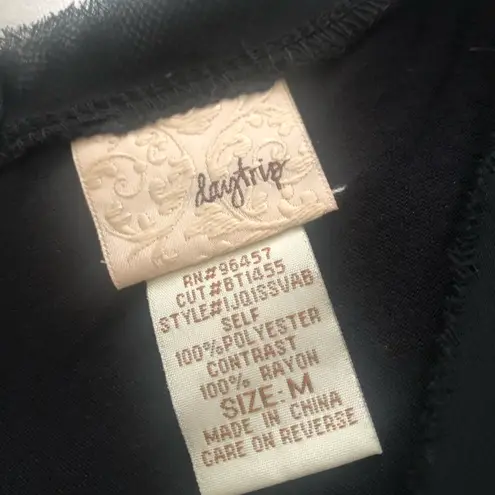 daytrip
RN#96457
CUT#BT1455
STYLE#IJQ1SSWAB
SELF
100%POLYESTER
CONTRAST
100% RAYON
SIZE: M
MADE IN CHINA
CARE ON REVERSE